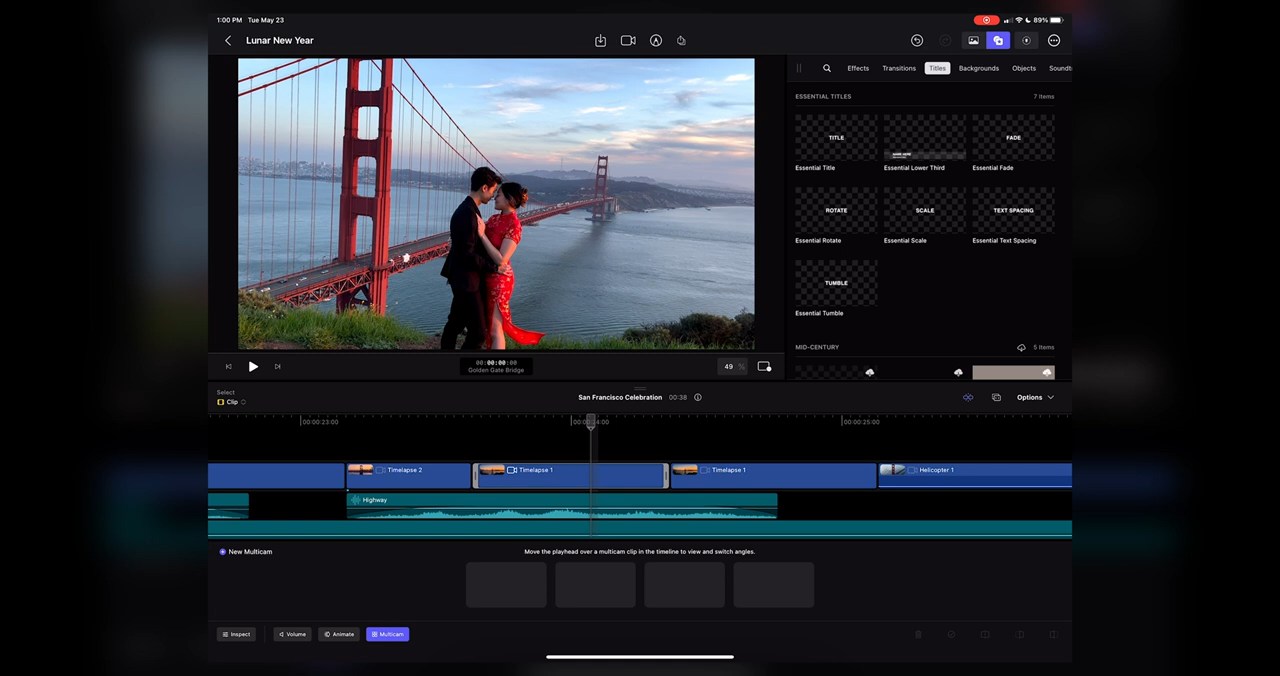 1:00 PM Tue May 23
89%
Lunar New Year
Effects Transitions Titles Backgrounds Objects Soundt
ESSENTIAL TITLES 7 Items
TITLE
FADE
Essential Title Essential Lower Third Essential Fade
ROTATE SCALE TEXT SPACING
Essential Rotate Essential Scale Essential Text Spacing
TUMBLE
Essential Tumble
MID-CENTURY 5 Items
00:00:00:00
Golden Gate Bridge
49 %
Select
Clip
San Francisco Celebration 00:38
Options
00:00:23:00 00:00:24:00 00:00:25:00
Timelapse 2 Timelapse 1 Timelapse 1 Helicopter 1
Highway
New Multicam
Move the playhead over a multicam clip in the timeline to view and switch angles.
Inspect Volume Animate Multicam